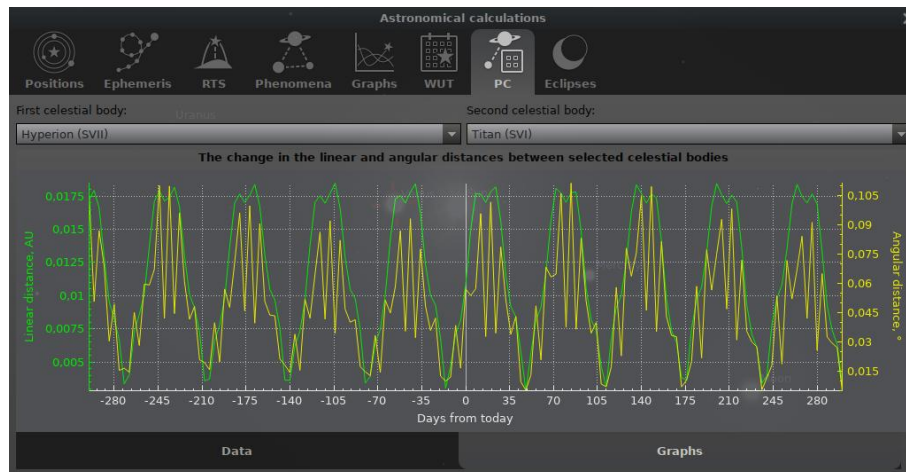 Astronomical calculations
Positions Ephemeris RTS Phenomena Graphs WUT PC Eclipses
First celestial body: Second celestial body:
Uranus
Hyperion (SVII) Titan (SVI)
The change in the linear and angular distances between selected celestial bodies
Linear distance, AU
0,0175
0,015
0,0125
0,01
0,0075
0,005
0,105
0,09
0,075
0,06
0,045
0,03
0,015
Angular distance, °
-280 -245 -210 -175 -140 -105 -70 -35 0 35 70 105 140 175 210 245 280
Days from today
Data Graphs